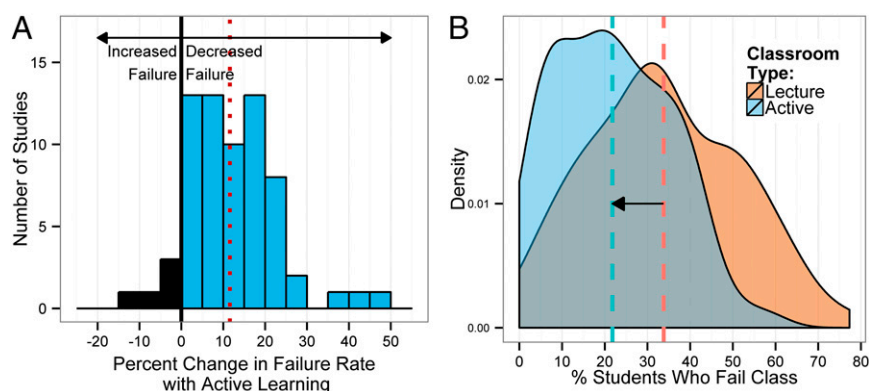 A
Increased Decreased
Failure Failure
15
10
5
0
Number of Studies
-20 -10 0 10 20 30 40 50
Percent Change in Failure Rate
with Active Learning
B
Classroom
Type:
Lecture
Active
0.02
0.01
0.00
Density
0 10 20 30 40 50 60 70 80
% Students Who Fail Class